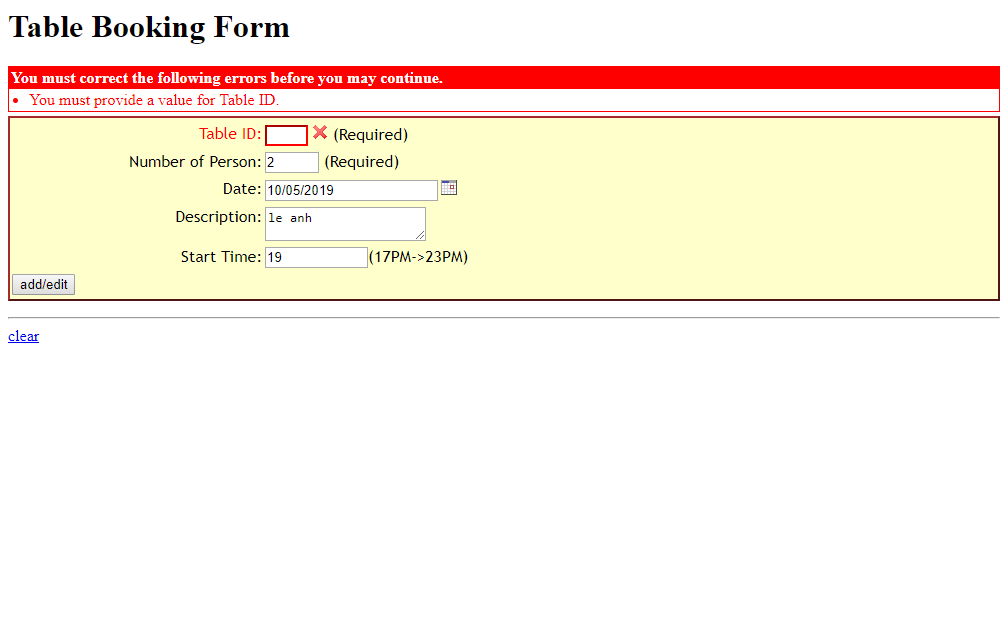 Table Booking Form
You must correct the following errors before you may continue.
• You must provide a value for Table ID.
Table ID: (Required)
Number of Person: 2 (Required)
Date: 10/05/2019
Description: le anh
Start Time: 19 (17PM->23PM)
add/edit
clear